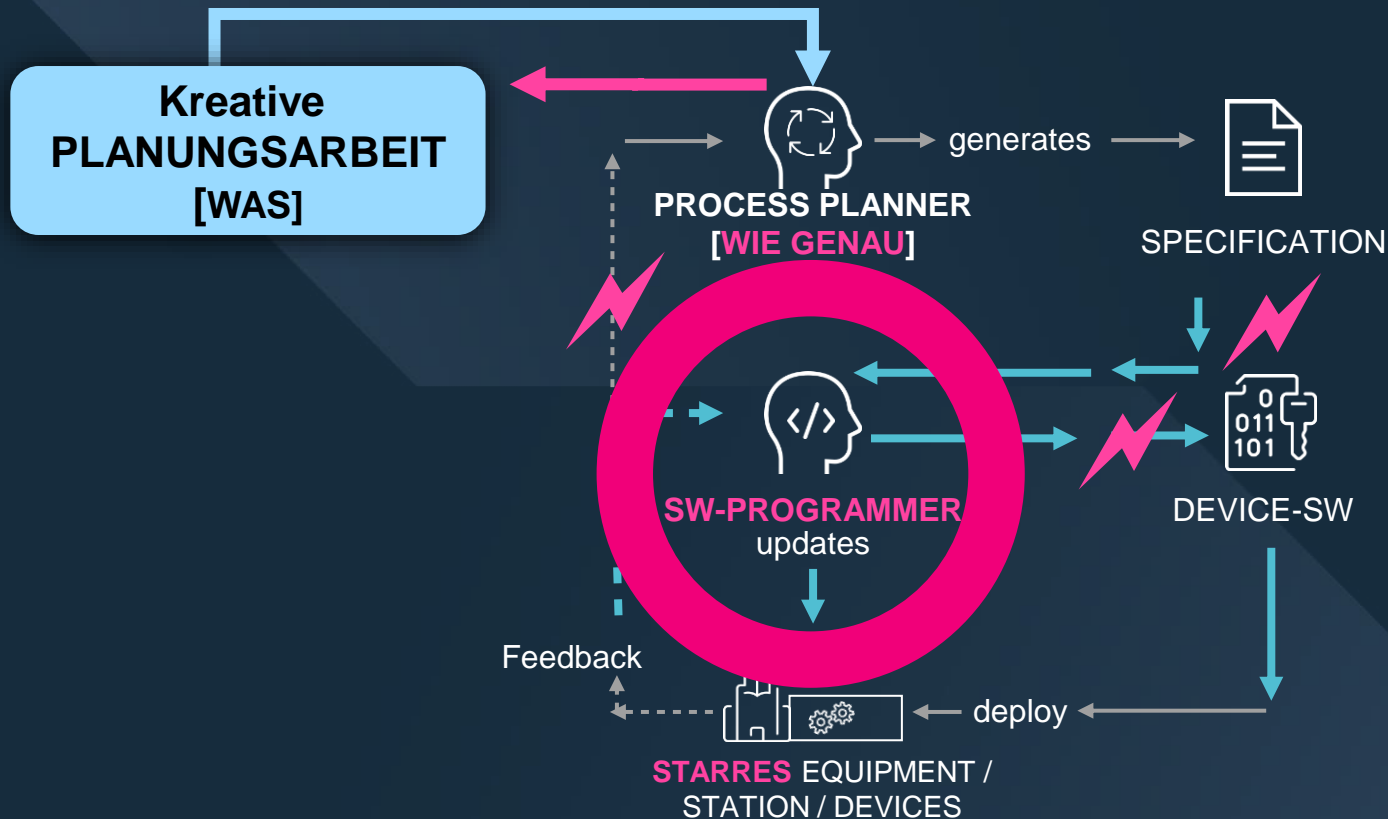 Kreative
PLANUNGSARBEIT
[WAS]
generates
PROCESS PLANNER
[WIE GENAU]
SPECIFICATION
</>
0
011
101
SW-PROGRAMMER
updates
DEVICE-SW
Feedback
deploy
STARRES EQUIPMENT /
STATION / DEVICES